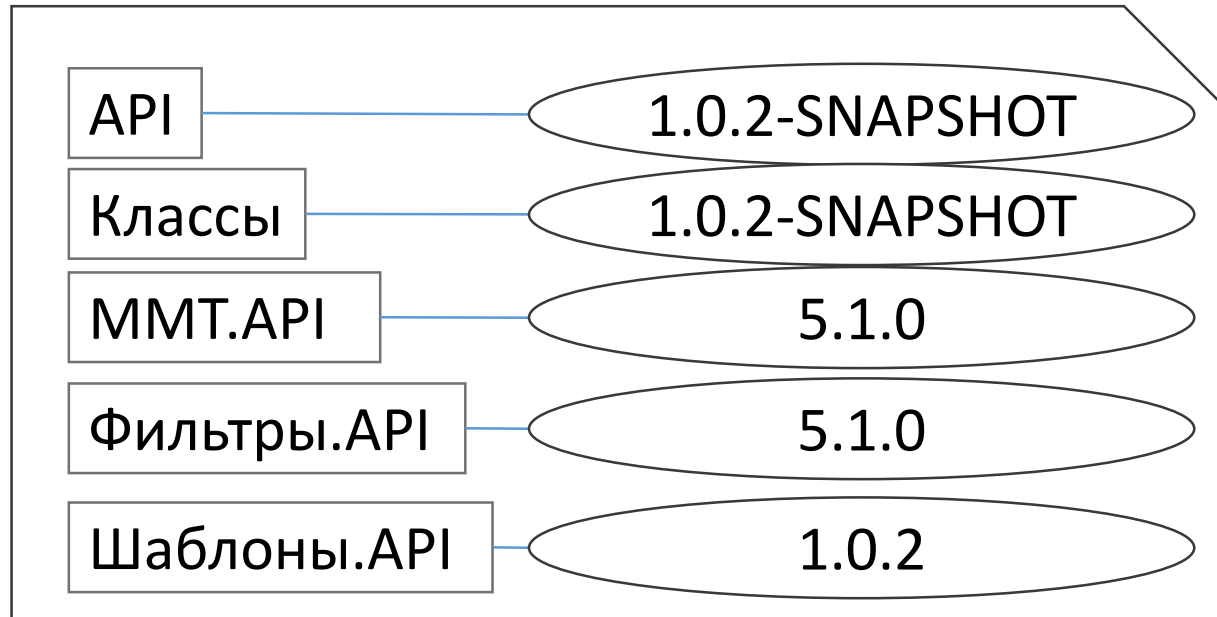 API 1.0.2-SNAPSHOT
Классы 1.0.2-SNAPSHOT
ММТ.API 5.1.0
Фильтры.API 5.1.0
Шаблоны.API 1.0.2